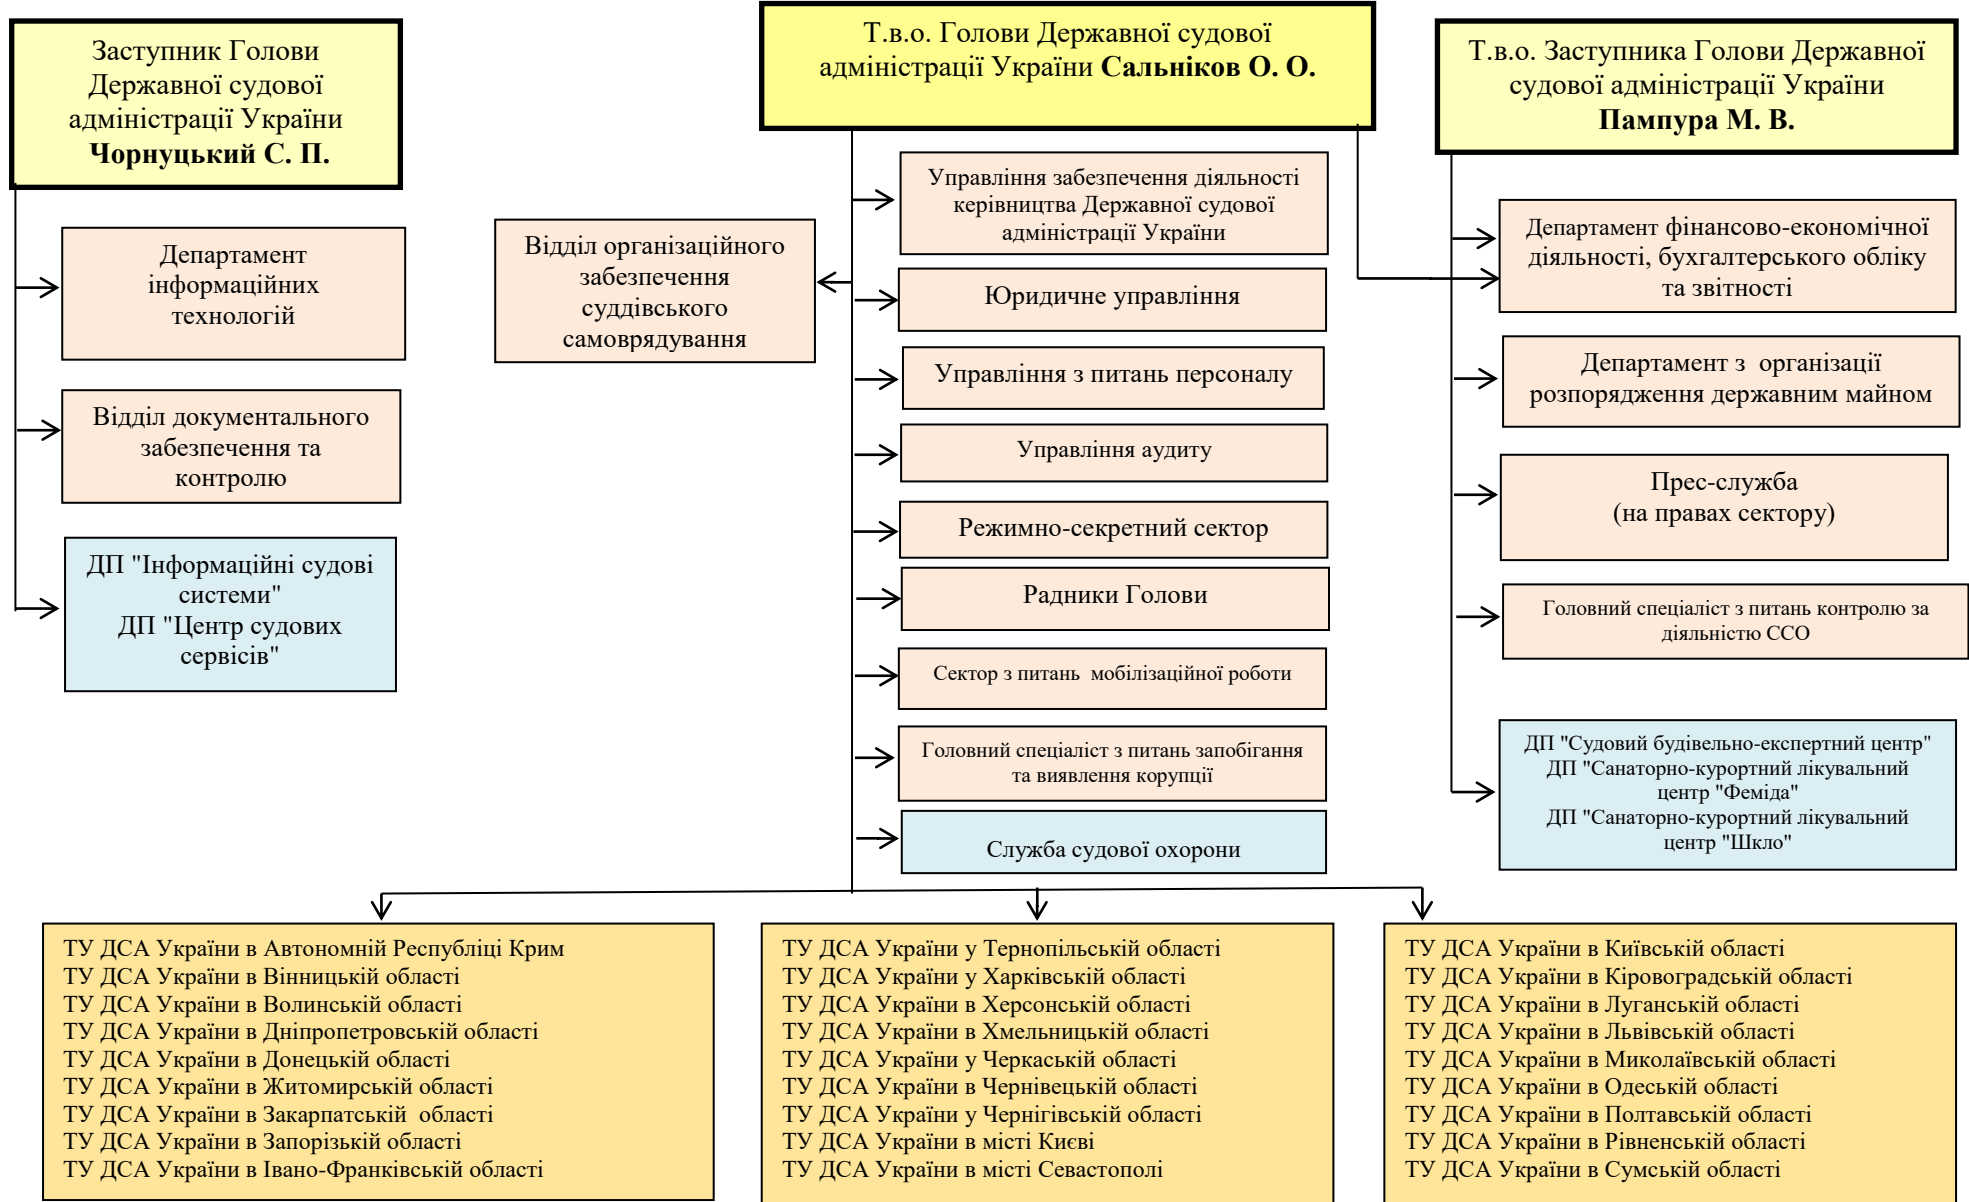 Заступник Голови
Державної судової
адміністрації України
Чорнуцький С. П.
Департамент
інформаційних
технологій
Відділ документального
забезпечення та
контролю
ДП "Інформаційні судові
системи"
ДП "Центр судових
сервісів"
Т.в.о. Голови Державної судової
адміністрації України Сальніков О. О.
Відділ організаційного
забезпечення
суддівського
самоврядування
Управління забезпечення діяльності
керівництва Державної судової
адміністрації України
Юридичне управління
Управління з питань персоналу
Управління аудиту
Режимно-секретний сектор
Радники Голови
Сектор з питань  мобілізаційної роботи
Головний спеціаліст з питань запобігання
та виявлення корупції
Служба судової охорони
Т.в.о. Заступника Голови Державної
судової адміністрації України
Пампура М. В.
Департамент фінансово-економічної
діяльності, бухгалтерського обліку
та звітності
Департамент з  організації
розпорядження державним майном
Прес-служба
(на правах сектору)
Головний спеціаліст з питань контролю за
діяльністю ССО
ДП "Судовий будівельно-експертний центр"
ДП "Санаторно-курортний лікувальний
центр "Феміда"
ДП "Санаторно-курортний лікувальний
центр "Шкло"
ТУ ДСА України в Автономній Республіці Крим
ТУ ДСА України в Вінницькій області
ТУ ДСА України в Волинській області
ТУ ДСА України в Дніпропетровській області
ТУ ДСА України в Донецькій області
ТУ ДСА України в Житомирській області
ТУ ДСА України в Закарпатській  області
ТУ ДСА України в Запорізькій області
ТУ ДСА України в Івано-Франківській області
ТУ ДСА України у Тернопільській області
ТУ ДСА України у Харківській області
ТУ ДСА України в Херсонській області
ТУ ДСА України в Хмельницькій області
ТУ ДСА України у Черкаській області
ТУ ДСА України в Чернівецькій області
ТУ ДСА України у Чернігівській області
ТУ ДСА України в місті Києві
ТУ ДСА України в місті Севастополі
ТУ ДСА України в Київській області
ТУ ДСА України в Кіровоградській області
ТУ ДСА України в Луганській області
ТУ ДСА України в Львівській області
ТУ ДСА України в Миколаївській області
ТУ ДСА України в Одеській області
ТУ ДСА України в Полтавській області
ТУ ДСА України в Рівненській області
ТУ ДСА України в Сумській області